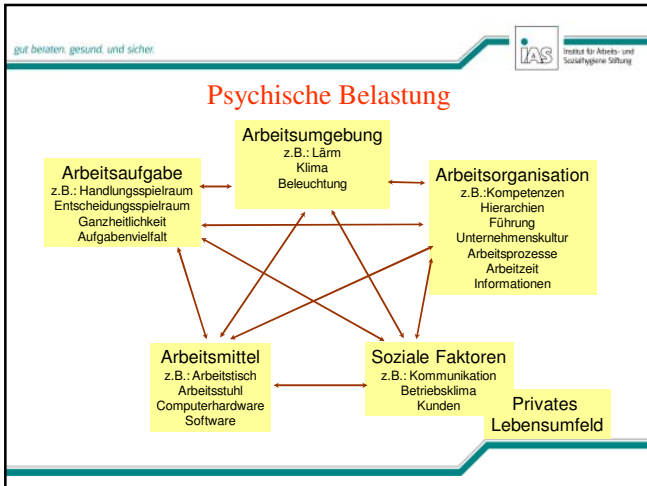 gut beraten. gesund. und sicher.
IAS
Institut für Arbeits- und
Sozialhygiene Stiftung
Psychische Belastung
Arbeitsumgebung
z.B.: Lärm
Klima
Beleuchtung
Arbeitsaufgabe
z.B.: Handlungsspielraum
Entscheidungsspielraum
Ganzheitlichkeit
Aufgabenvielfalt
Arbeitsorganisation
z.B.:Kompetenzen
Hierarchien
Führung
Unternehmenskultur
Arbeitsprozesse
Arbeitzeit
Informationen
Arbeitsmittel
z.B.: Arbeitstisch
Arbeitsstuhl
Computerhardware
Software
Soziale Faktoren
z.B.: Kommunikation
Betriebsklima
Kunden
Privates
Lebensumfeld